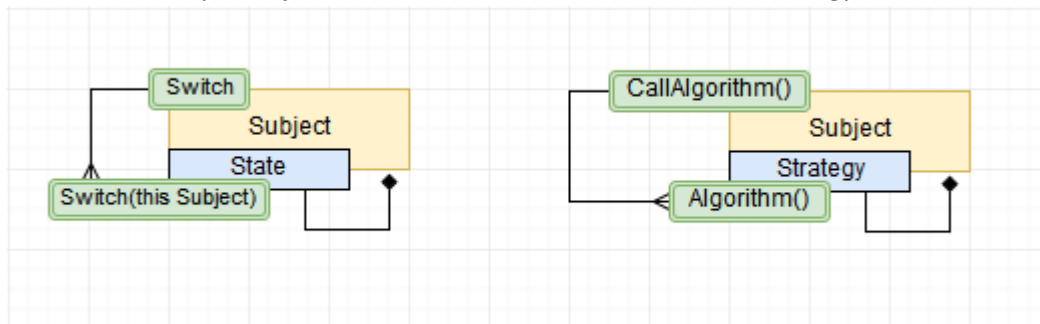 Switch
Subject
State
Switch(this Subject)
CallAlgorithm()
Subject
Strategy
Algorithm()